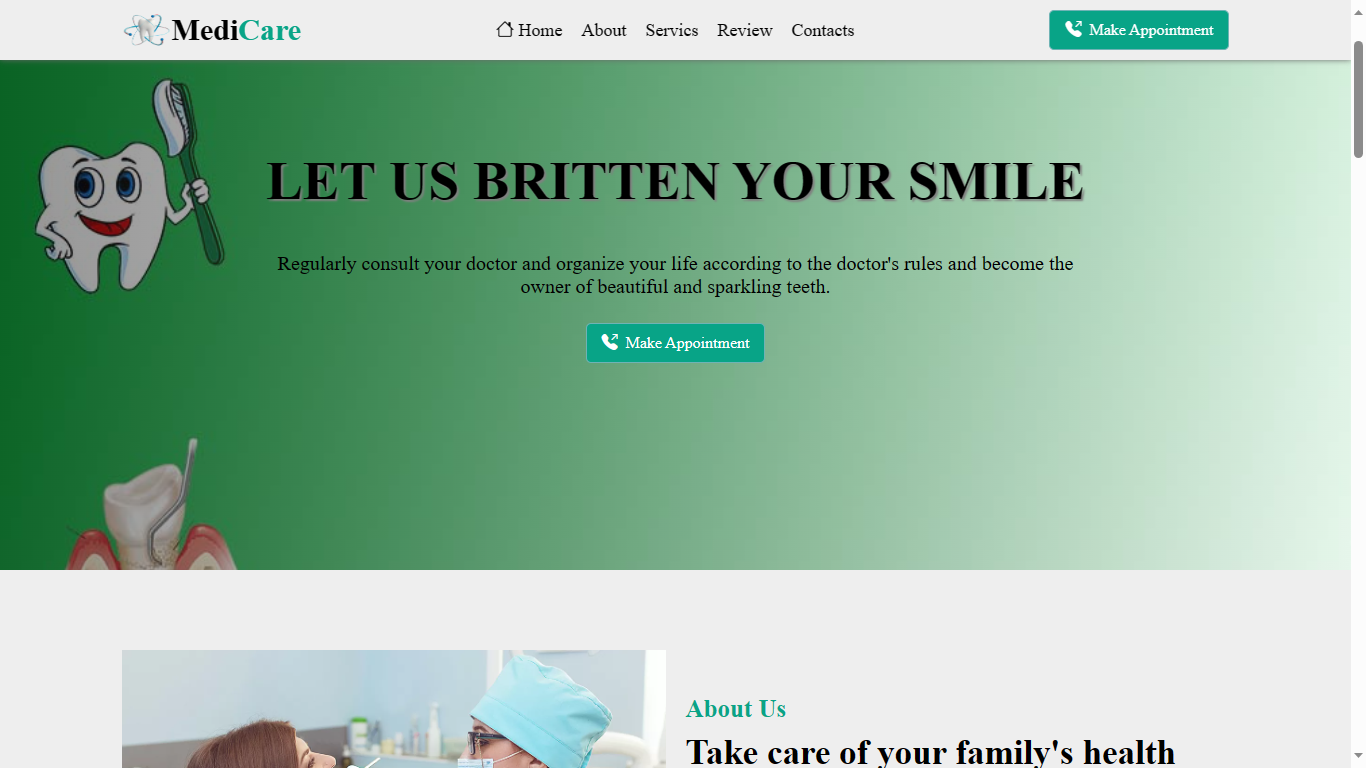 MediCare
Home About Servics Review Contacts
Make Appointment
LET US BRITTEN YOUR SMILE
Regularly consult your doctor and organize your life according to the doctor's rules and become the
owner of beautiful and sparkling teeth.
Make Appointment
About Us
Take care of your family's health